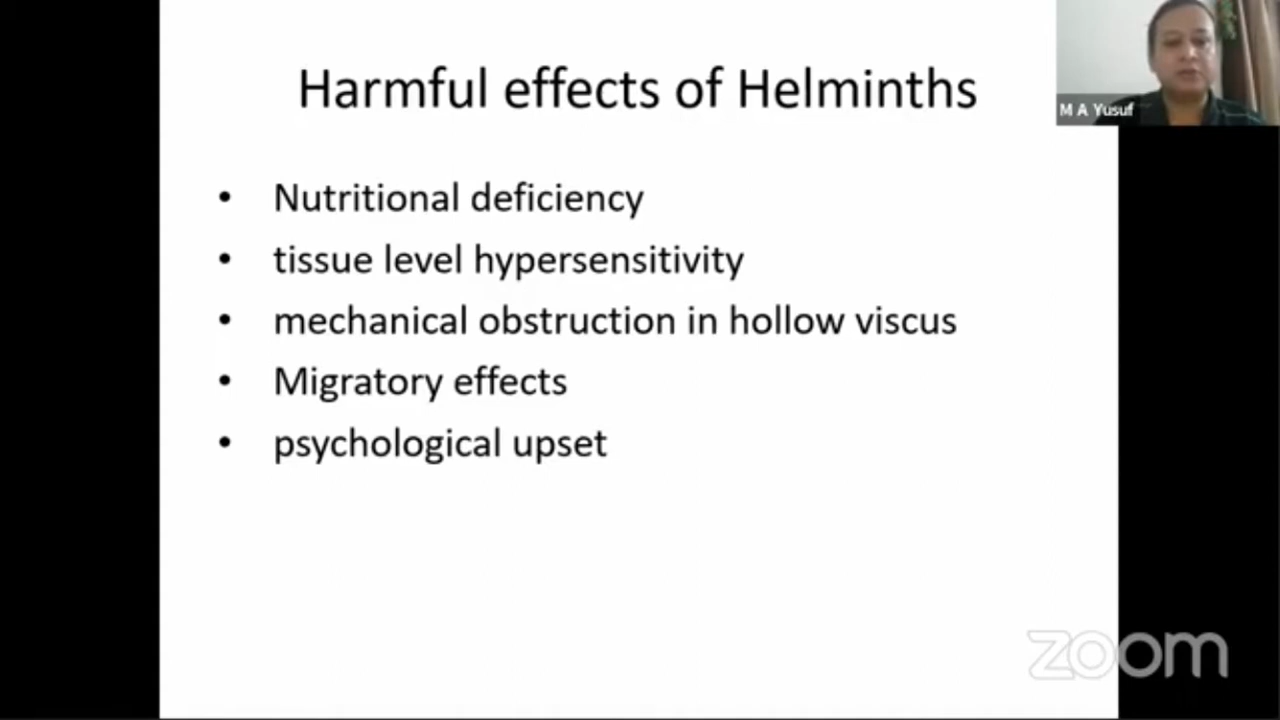 Harmful effects of Helminths
M A Yusuf
• Nutritional deficiency
• tissue level hypersensitivity
• mechanical obstruction in hollow viscus
• Migratory effects
• psychological upset
zoom